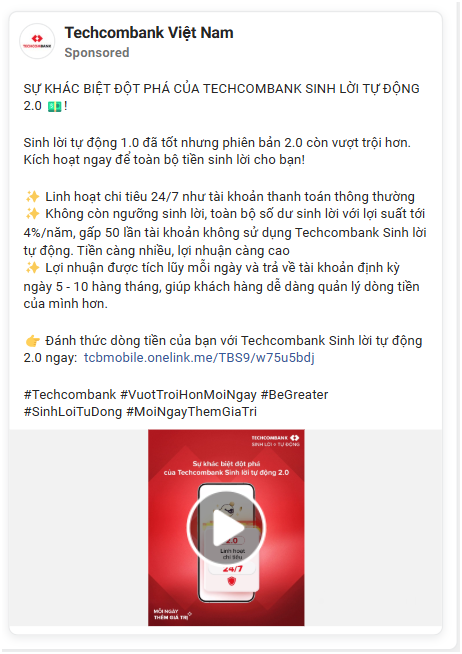 TECHCOMBANK
Techcombank Việt Nam
Sponsored
SỰ KHÁC BIỆT ĐỘT PHÁ CỦA TECHCOMBANK SINH LỜI TỰ ĐỘNG
2.0 💵!
Sinh lời tự động 1.0 đã tốt nhưng phiên bản 2.0 còn vượt trội hơn.
Kích hoạt ngay để toàn bộ tiền sinh lời cho bạn!
✨ Linh hoạt chi tiêu 24/7 như tài khoản thanh toán thông thường
✨ Không còn ngưỡng sinh lời, toàn bộ số dư sinh lời với lợi suất tới
4%/năm, gấp 50 lần tài khoản không sử dụng Techcombank Sinh lời
tự động. Tiền càng nhiều, lợi nhuận càng cao
✨ Lợi nhuận được tích lũy mỗi ngày và trả về tài khoản định kỳ
ngày 5 - 10 hàng tháng, giúp khách hàng dễ dàng quản lý dòng tiền
của mình hơn.
👉 Đánh thức dòng tiền của bạn với Techcombank Sinh lời tự động
2.0 ngay: tcbmobile.onelink.me/TBS9/w75u5bdj
#Techcombank #VuotTroiHonMoiNgay #BeGreater
#SinhLoiTuDong #MoiNgayThemGiaTri
TECHCOMBANK
SINH LỜI TỰ ĐỘNG
Sự khác biệt đột phá
của Techcombank Sinh lời tự động 2.0
2.0
Linh hoạt
chi tiêu
24/7
MỖI NGÀY
THÊM GIÁ TRỊ